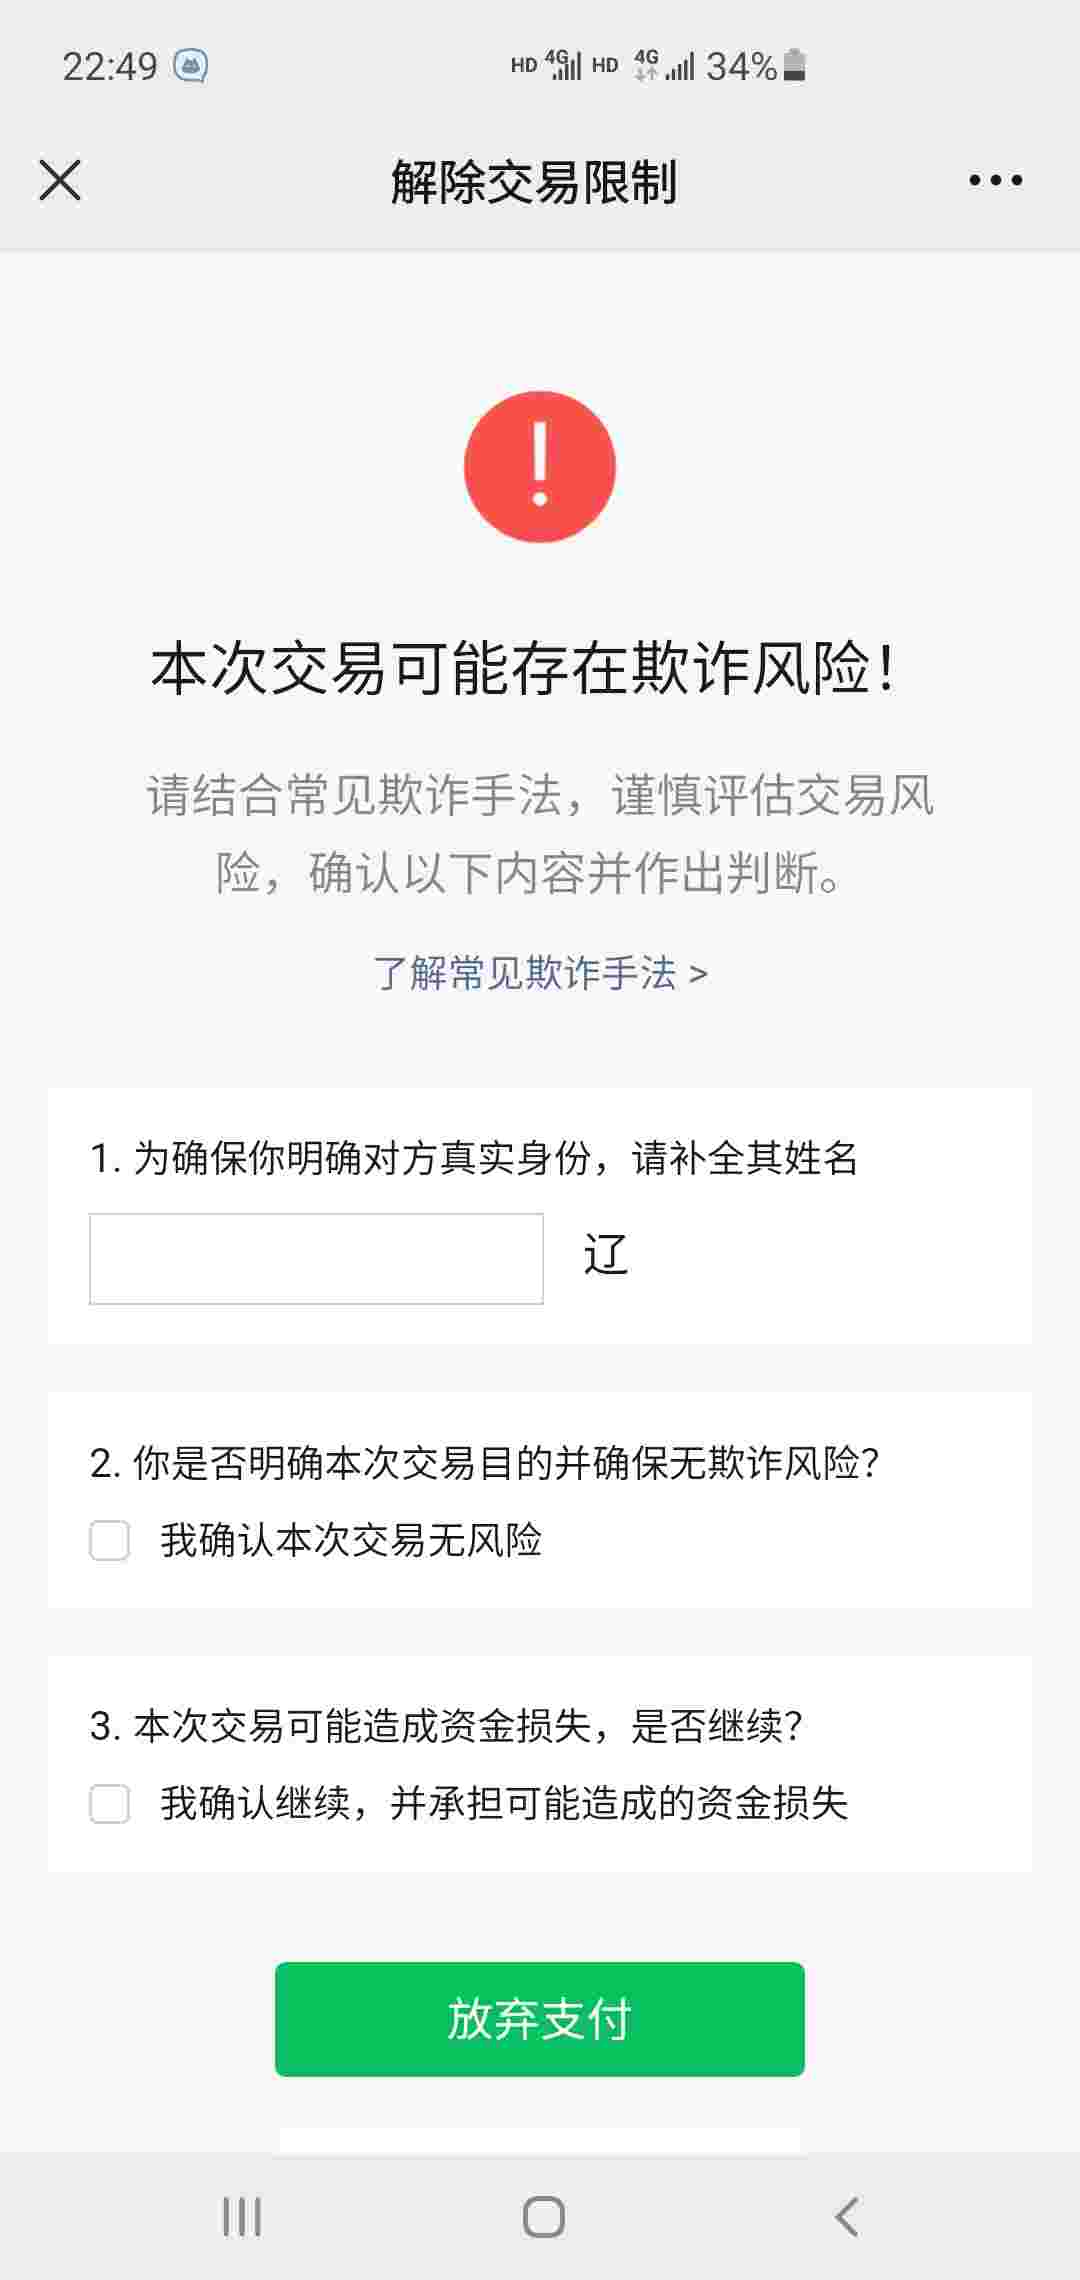 22:49 HD 4G HD 4G 34%
解除交易限制
本次交易可能存在欺诈风险!
请结合常见欺诈手法，谨慎评估交易风
险，确认以下内容并作出判断。
了解常见欺诈手法 >
1. 为确保你明确对方真实身份，请补全其姓名
辽
2. 你是否明确本次交易目的并确保无欺诈风险?
我确认本次交易无风险
3. 本次交易可能造成资金损失，是否继续?
我确认继续，并承担可能造成的资金损失
放弃支付